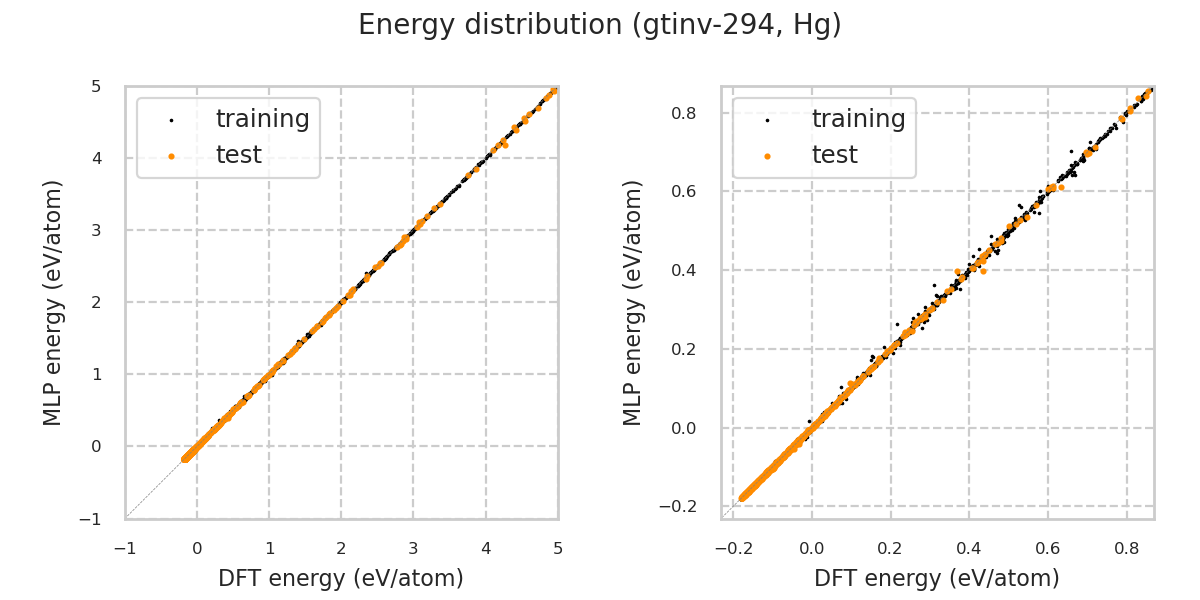 Energy distribution (gtinv-294, Hg)
training
test
MLP energy (eV/atom)
5
4
3
2
1
0
−1
−1 0 1 2 3 4 5
DFT energy (eV/atom)
training
test
MLP energy (eV/atom)
0.8
0.6
0.4
0.2
0.0
−0.2
−0.2 0.0 0.2 0.4 0.6 0.8
DFT energy (eV/atom)